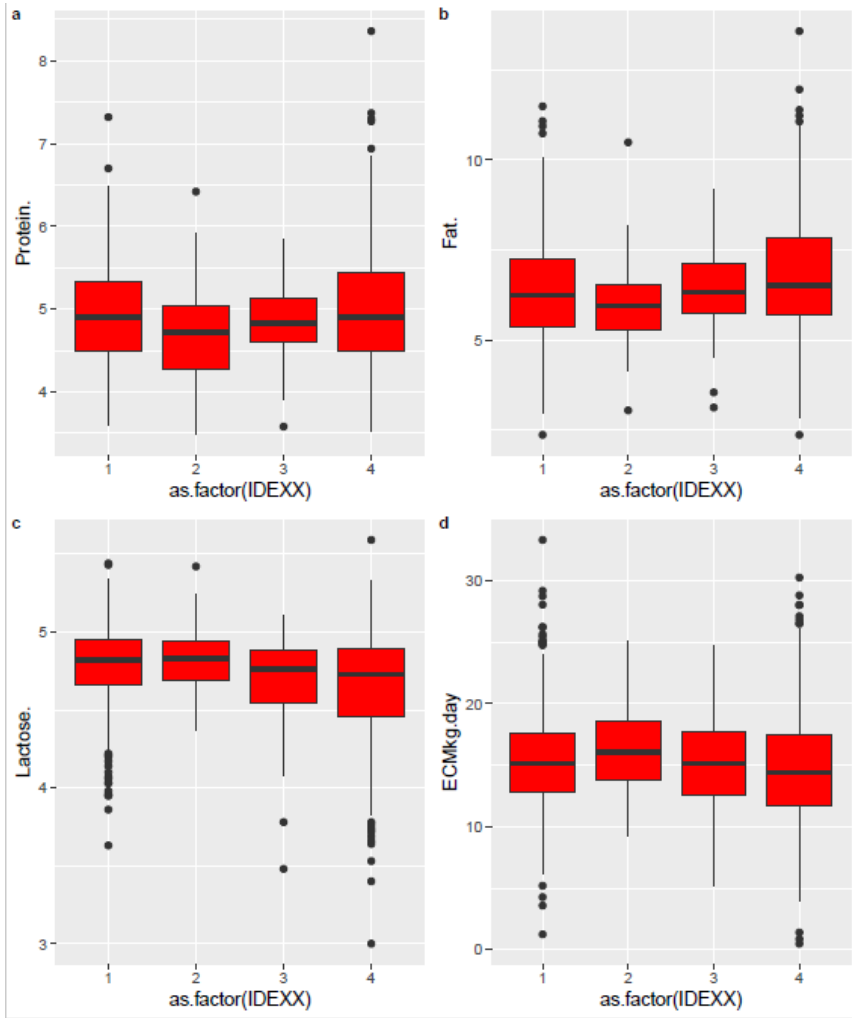 a
Protein.
8
7
6
5
4
1 2 3 4
as.factor(IDEXX)
b
Fat.
10
5
1 2 3 4
as.factor(IDEXX)
c
Lactose.
5
4
3
1 2 3 4
as.factor(IDEXX)
d
ECMkg.day
30
20
10
0
1 2 3 4
as.factor(IDEXX)